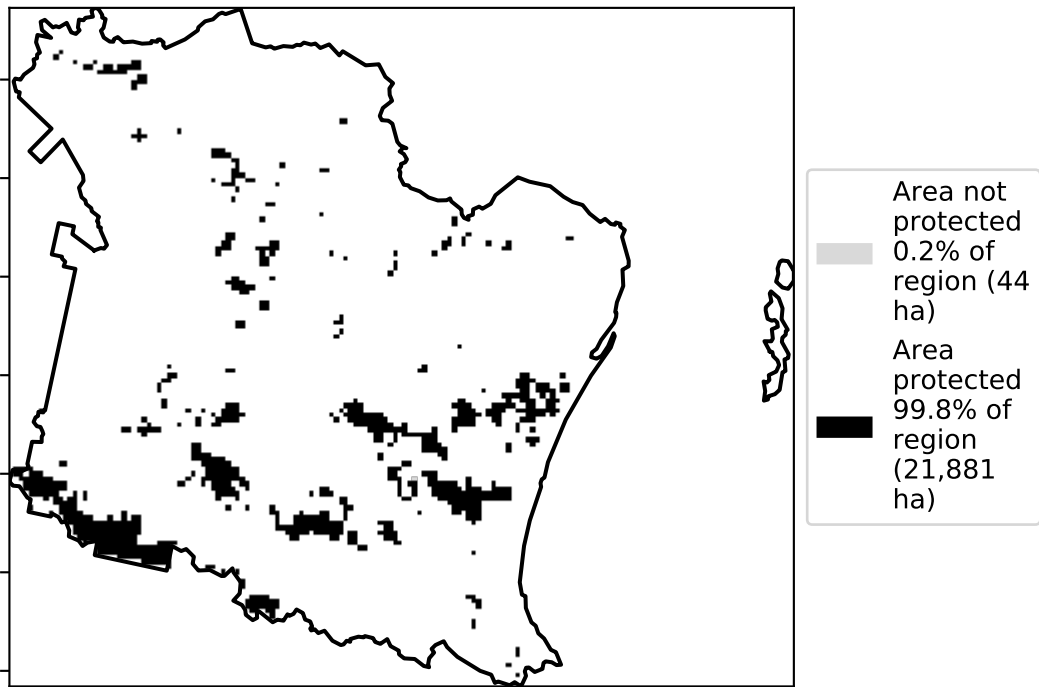 Area not
protected
0.2% of
region (44
ha)
Area
protected
99.8% of
region
(21,881
ha)